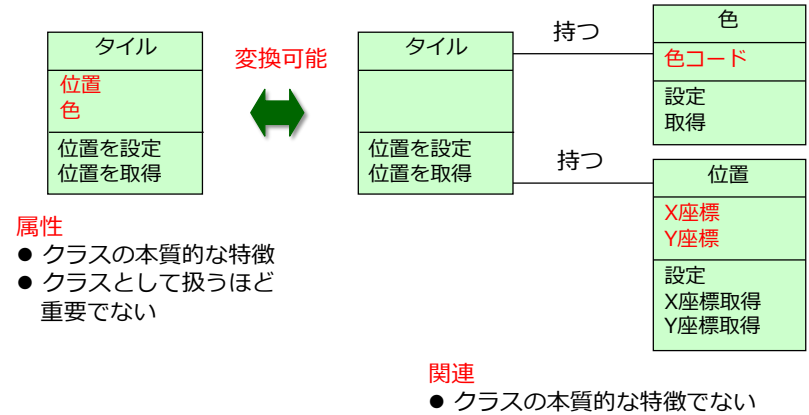 タイル
位置
色
位置を設定
位置を取得
変換可能
タイル
位置を設定
位置を取得
持つ
持つ
色
色コード
設定
取得
位置
X座標
Y座標
設定
X座標取得
Y座標取得
属性
● クラスの本質的な特徴
● クラスとして扱うほど
重要でない
関連
● クラスの本質的な特徴でない